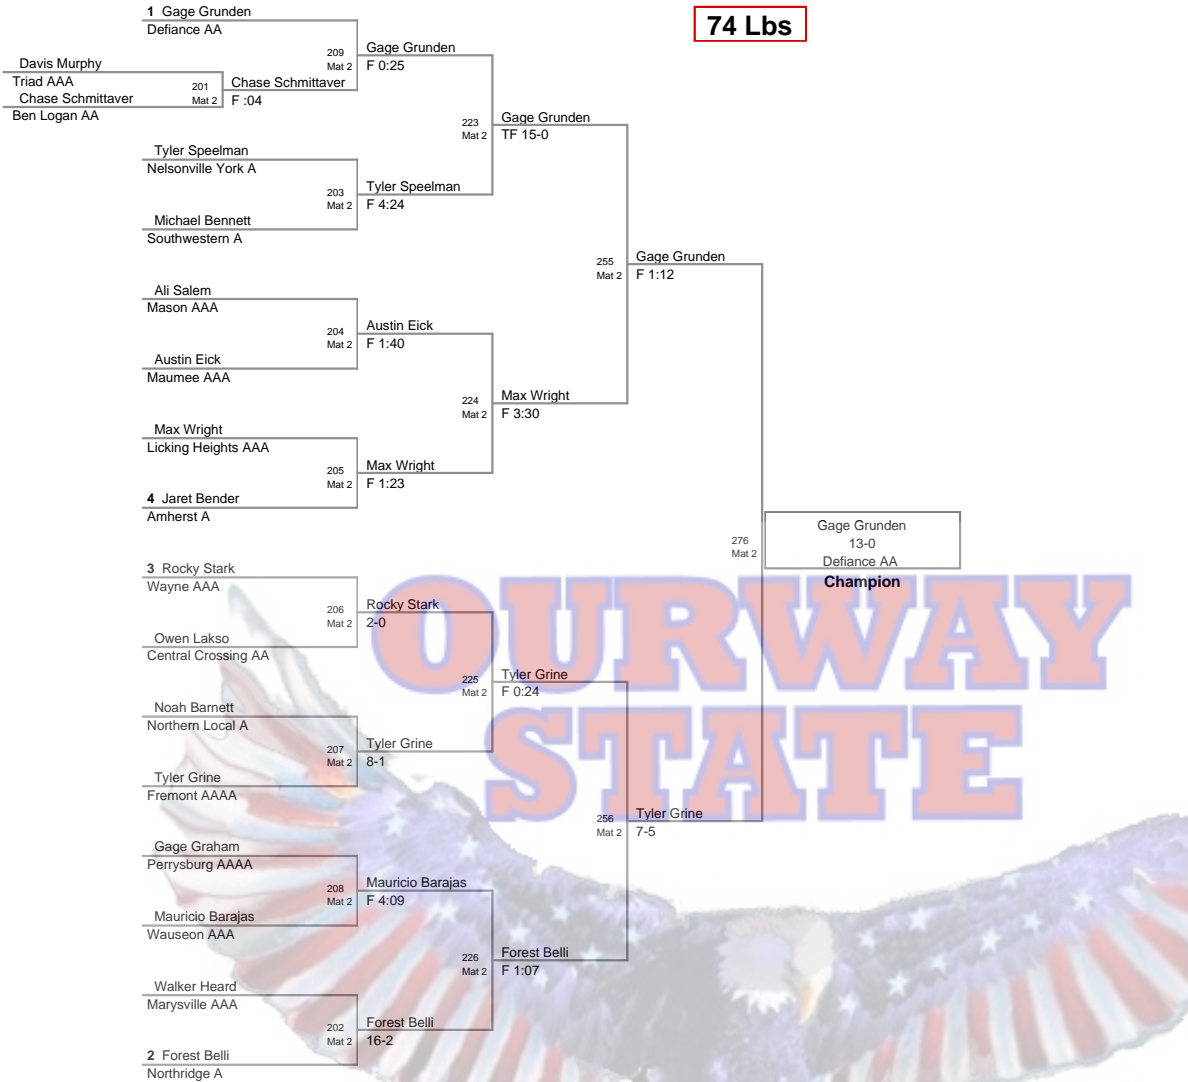 74 Lbs
1 Gage Grunden
Defiance AA
209
Mat 2
Gage Grunden
F 0:25
Davis Murphy
Triad AAA
201
Mat 2
Chase Schmittaver
F :04
Chase Schmittaver
Ben Logan AA
223
Mat 2
Gage Grunden
TF 15-0
Tyler Speelman
Nelsonville York A
203
Mat 2
Tyler Speelman
F 4:24
Michael Bennett
Southwestern A
255
Mat 2
Gage Grunden
F 1:12
Ali Salem
Mason AAA
204
Mat 2
Austin Eick
F 1:40
Austin Eick
Maumee AAA
224
Mat 2
Max Wright
F 3:30
Max Wright
Licking Heights AAA
205
Mat 2
Max Wright
F 1:23
4 Jaret Bender
Amherst A
276
Mat 2
Gage Grunden
13-0
Defiance AA
Champion
3 Rocky Stark
Wayne AAA
206
Mat 2
Rocky Stark
2-0
Owen Lakso
Central Crossing AA
225
Mat 2
Tyler Grine
F 0:24
Noah Barnett
Northern Local A
207
Mat 2
Tyler Grine
8-1
Tyler Grine
Fremont AAAA
256
Mat 2
Tyler Grine
7-5
Gage Graham
Perrysburg AAAA
208
Mat 2
Mauricio Barajas
F 4:09
Mauricio Barajas
Wauseon AAA
226
Mat 2
Forest Belli
F 1:07
Walker Heard
Marysville AAA
202
Mat 2
Forest Belli
16-2
2 Forest Belli
Northridge A
OURWAY
STATE